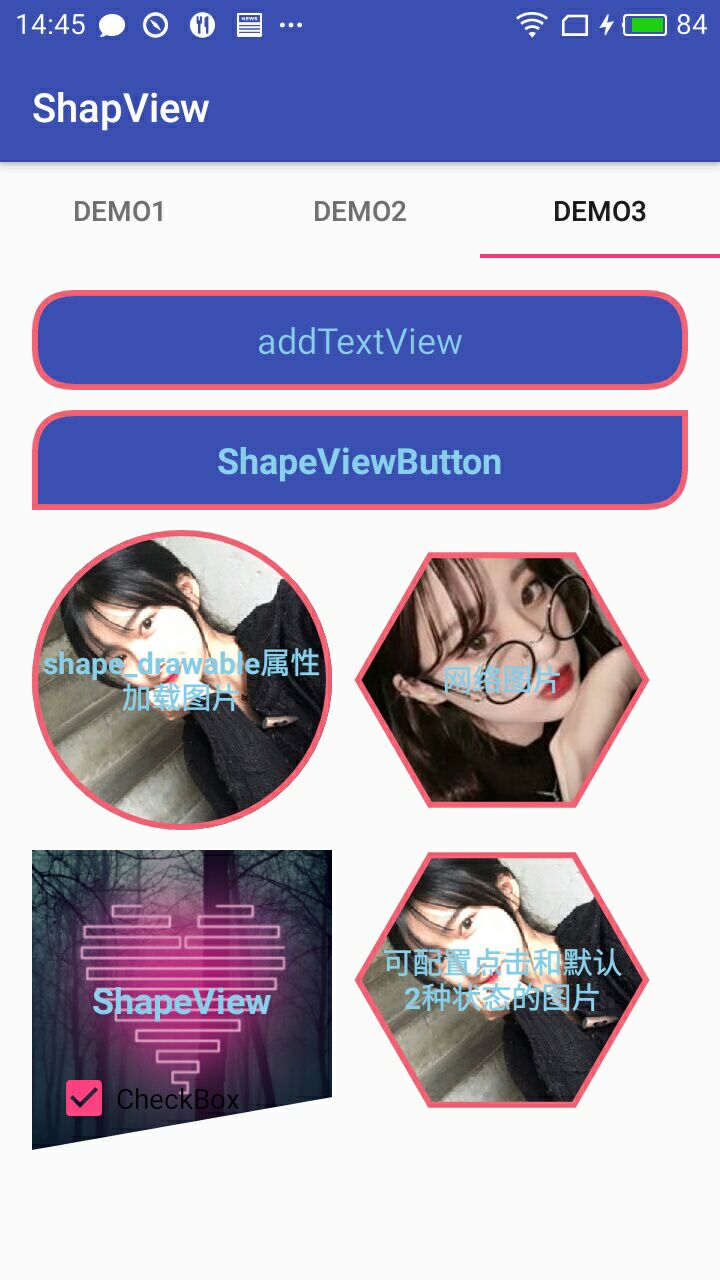 14:45
84
ShapView
DEMO1
DEMO2
DEMO3
addTextView
ShapeViewButton
shape_drawable属性
加载图片
网络图片
ShapeView
CheckBox
可配置点击和默认
2种状态的图片